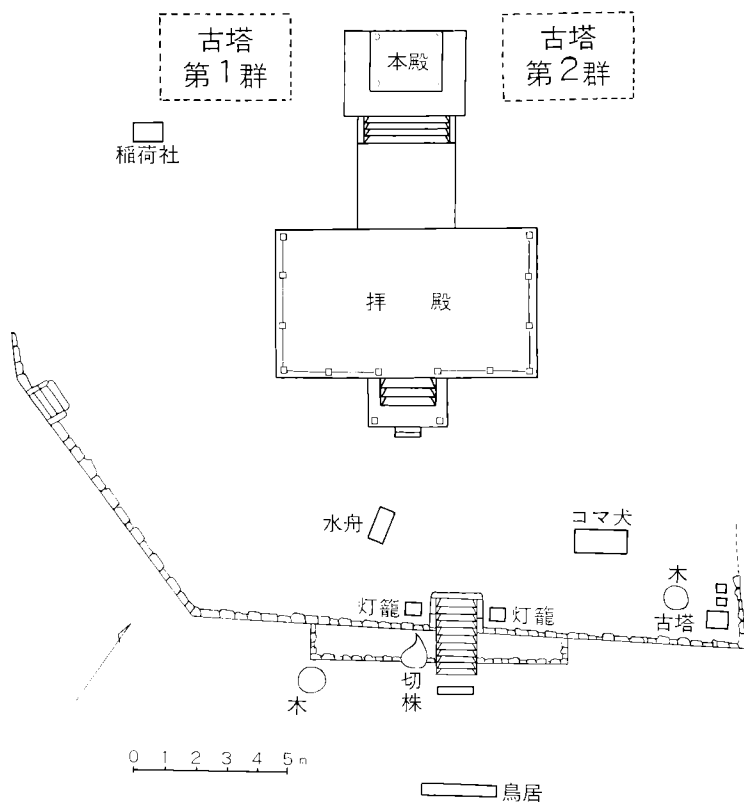 古塔
第1群
本殿
古塔
第2群
稲荷社
拝 殿
水舟
コマ犬
木
灯籠
灯籠
古塔
切株
木
0 1 2 3 4 5m
鳥居